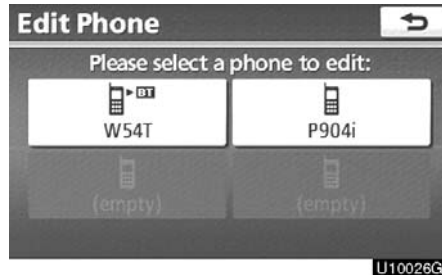 Edit Phone
Please select a phone to edit:
BT
W54T P904i
(empty) (empty)
U10026G